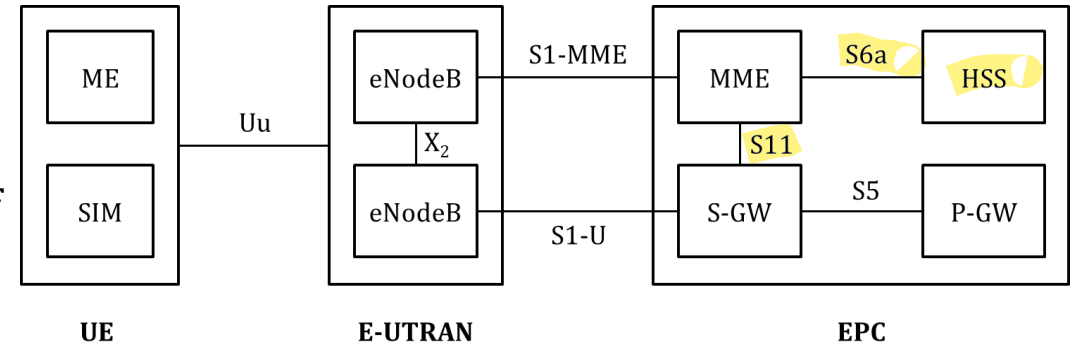 S1-MME
S6a
ME
eNodeB
MME
HSS
Uu
X₂
S11
SIM
eNodeB
S-GW
S5
P-GW
S1-U
UE
E-UTRAN
EPC